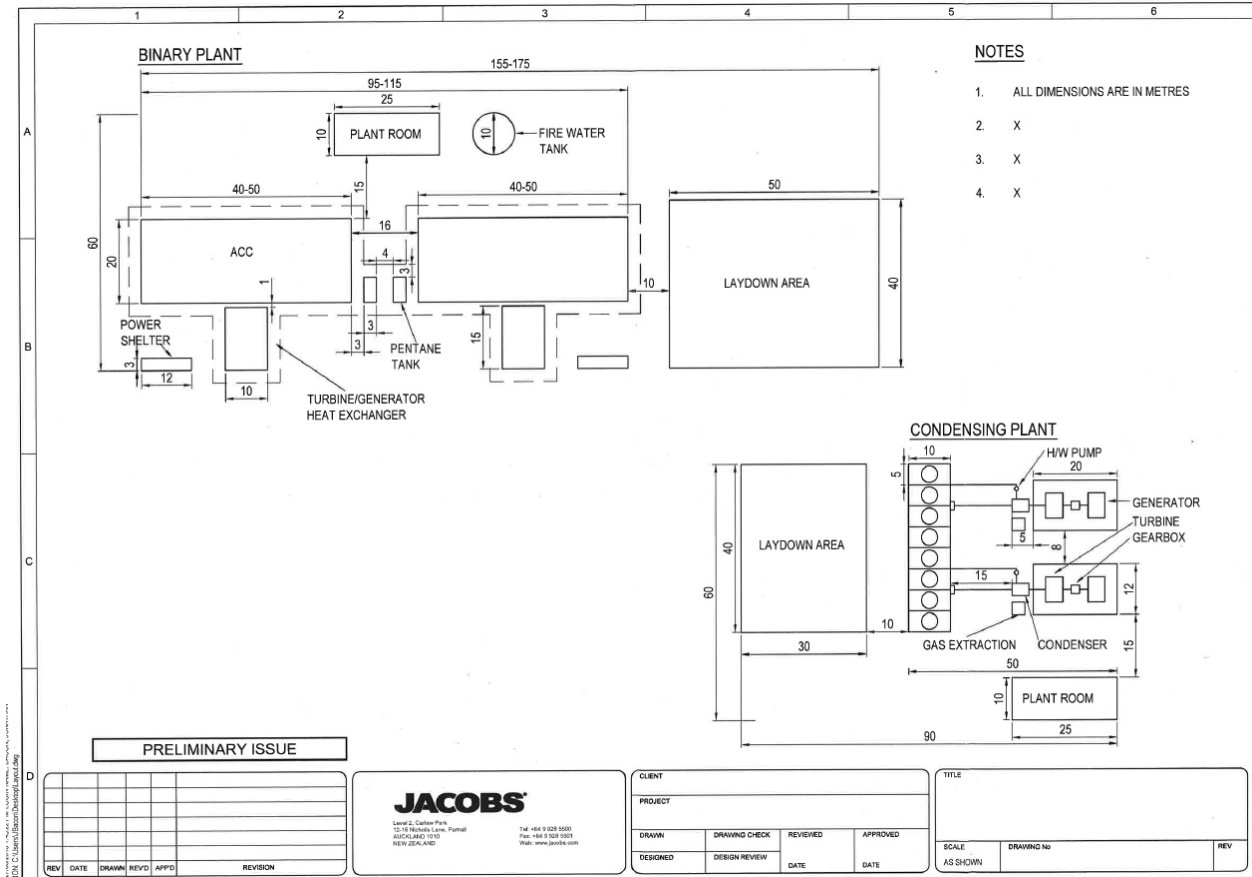 1
2
3
4
5
6
A
B
C
D
BINARY PLANT
155-175
95-115
25
10
PLANT ROOM
10
FIRE WATER
TANK
15
40-50
40-50
50
60
20
ACC
16
4
3
1
3
3
PENTANE
TANK
15
10
LAYDOWN AREA
40
POWER
SHELTER
3
12
10
TURBINE/GENERATOR
HEAT EXCHANGER
NOTES
1. ALL DIMENSIONS ARE IN METRES
2. X
3. X
4. X
CONDENSING PLANT
10
5
H/W PUMP
20
GENERATOR
TURBINE
GEARBOX
5
8
LAYDOWN AREA
40
60
15
12
10
30
GAS EXTRACTION
CONDENSER
15
50
10
PLANT ROOM
25
90
PRELIMINARY ISSUE
REV DATE DRAWN REV'D APP'D REVISION
JACOBS
Level 2, Carlaw Park
12-16 Nicholls Lane, Parnell
AUCKLAND 1010
NEW ZEALAND
Tel: +64 9 928 5500
Fax: +64 9 928 5501
Web: www.jacobs.com
CLIENT
PROJECT
DRAWN DRAWING CHECK REVIEWED APPROVED
DESIGNED DESIGN REVIEW DATE DATE
TITLE
SCALE DRAWING No REV
AS SHOWN